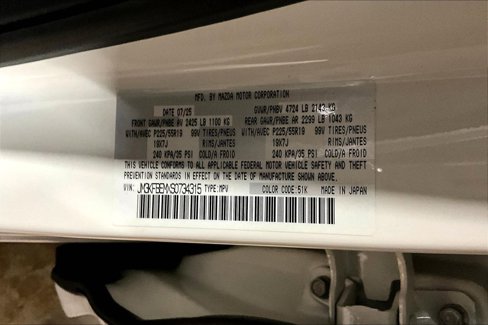 MFD. BY MAZDA MOTOR CORPORATION
DATE 07/25 GVWR/PNBV 4724 LB 2143 KG
FRONT GAWR/PNBE AV 2425 LB 1100 KG REAR GAWR/PNBE AR 2299 LB 1043 KG
WITH/AVEC P225/55R19 99V TIRES/PNEUS WITH/AVEC P225/55R19 99V TIRES/PNEUS
19X7J RIMS/JANTES 19X7J RIMS/JANTES
240 KPA/35 PSI COLD/A FROID 240 KPA/35 PSI COLD/A FROID
THIS VEHICLE CONFORMS TO ALL APPLICABLE FEDERAL MOTOR VEHICLE SAFETY AND THEFT
PREVENTION STANDARDS IN EFFECT ON THE DATE OF MANUFACTURE SHOWN ABOVE.
VIN: TYPE:MPV COLOR CODE:51K MADE IN JAPAN